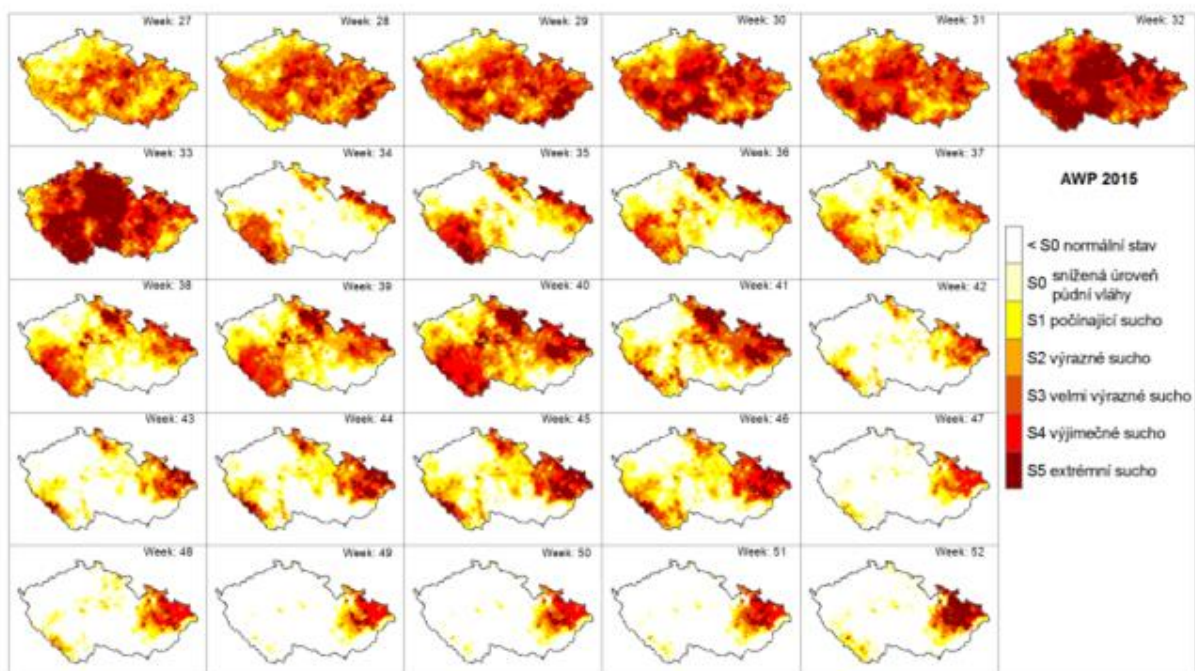 Week: 27
Week: 28
Week: 29
Week: 30
Week: 31
Week: 32
Week: 33
Week: 34
Week: 35
Week: 36
Week: 37
AWP 2015
< S0 normální stav
S0 snížená úroveň
půdní vláhy
S1 počínající sucho
S2 výrazné sucho
S3 velmi výrazné sucho
S4 výjimečné sucho
S5 extrémní sucho
Week: 38
Week: 39
Week: 40
Week: 41
Week: 42
Week: 43
Week: 44
Week: 45
Week: 46
Week: 47
Week: 48
Week: 49
Week: 50
Week: 51
Week: 52